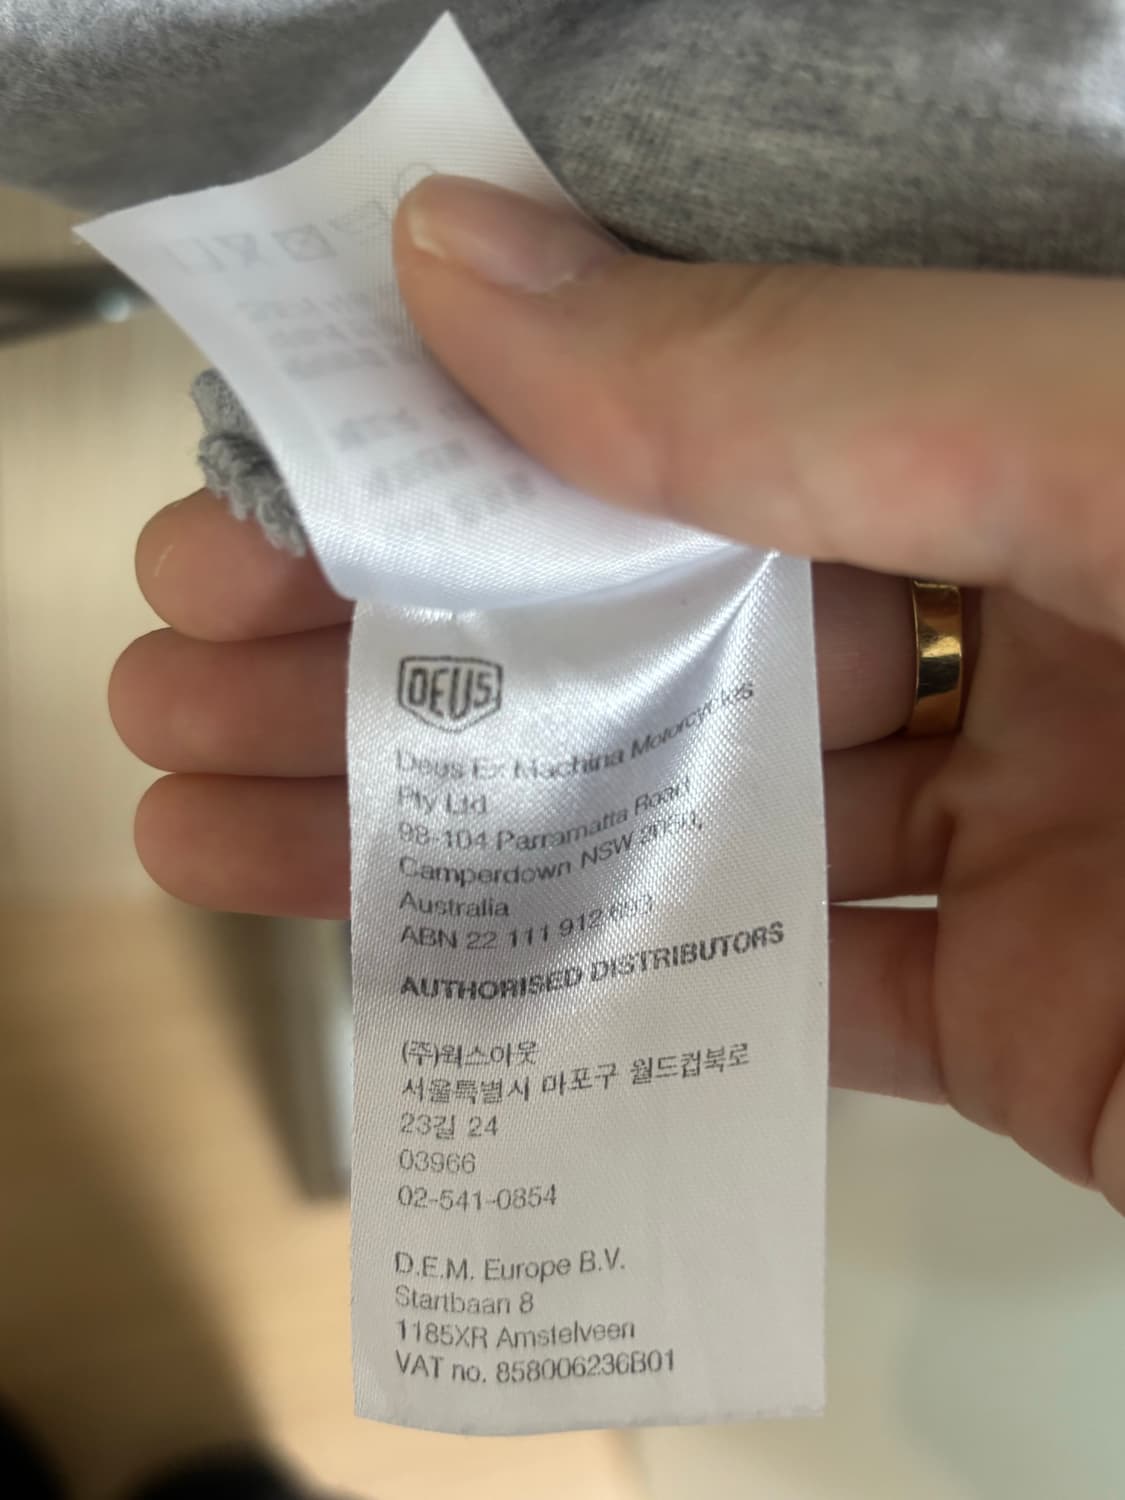 DEUS
Deus Ex Machina Motorcycles
Pty Ltd
98-104 Parramatta Road
Camperdown NSW 2050,
Australia
ABN 22 111 912
AUTHORISED DISTRIBUTORS
(주)웍스아웃
서울특별시 마포구 월드컵북로
23길 24
03966
02-541-0854
D.E.M. Europe B.V.
Startbaan 8
1185XR Amstelveen
VAT no. 858006236B01